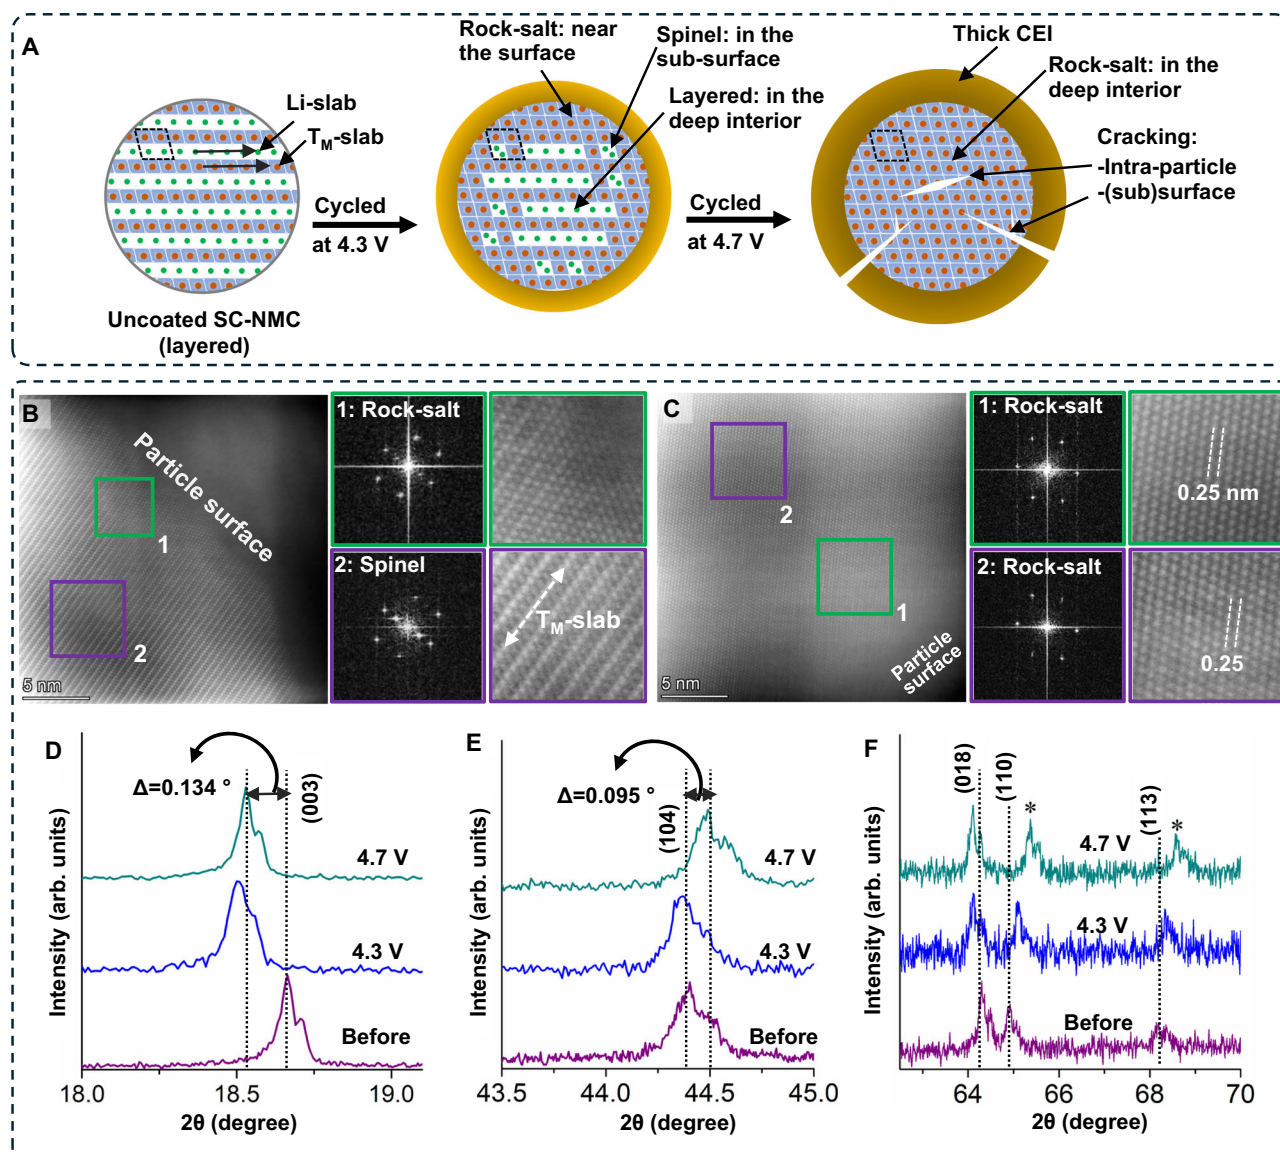 A
Li-slab
TM-slab
Uncoated SC-NMC
(layered)
Cycled
at 4.3 V
Rock-salt: near
the surface
Spinel: in the
sub-surface
Layered: in the
deep interior
Cycled
at 4.7 V
Thick CEI
Rock-salt: in the
deep interior
Cracking:
-Intra-particle
-(sub)surface
B
Particle surface
1
2
5 nm
1: Rock-salt
2: Spinel
TM-slab
C
2
1
Particle
surface
5 nm
1: Rock-salt
0.25 nm
2: Rock-salt
0.25
D
Δ=0.134 °
(003)
4.7 V
4.3 V
Before
Intensity (arb. units)
18.0 18.5 19.0
2θ (degree)
E
Δ=0.095 °
(104)
4.7 V
4.3 V
Before
Intensity (arb. units)
43.5 44.0 44.5 45.0
2θ (degree)
F
(018)
(110)
(113)
*
*
4.7 V
4.3 V
Before
Intensity (arb. units)
64 66 68 70
2θ (degree)